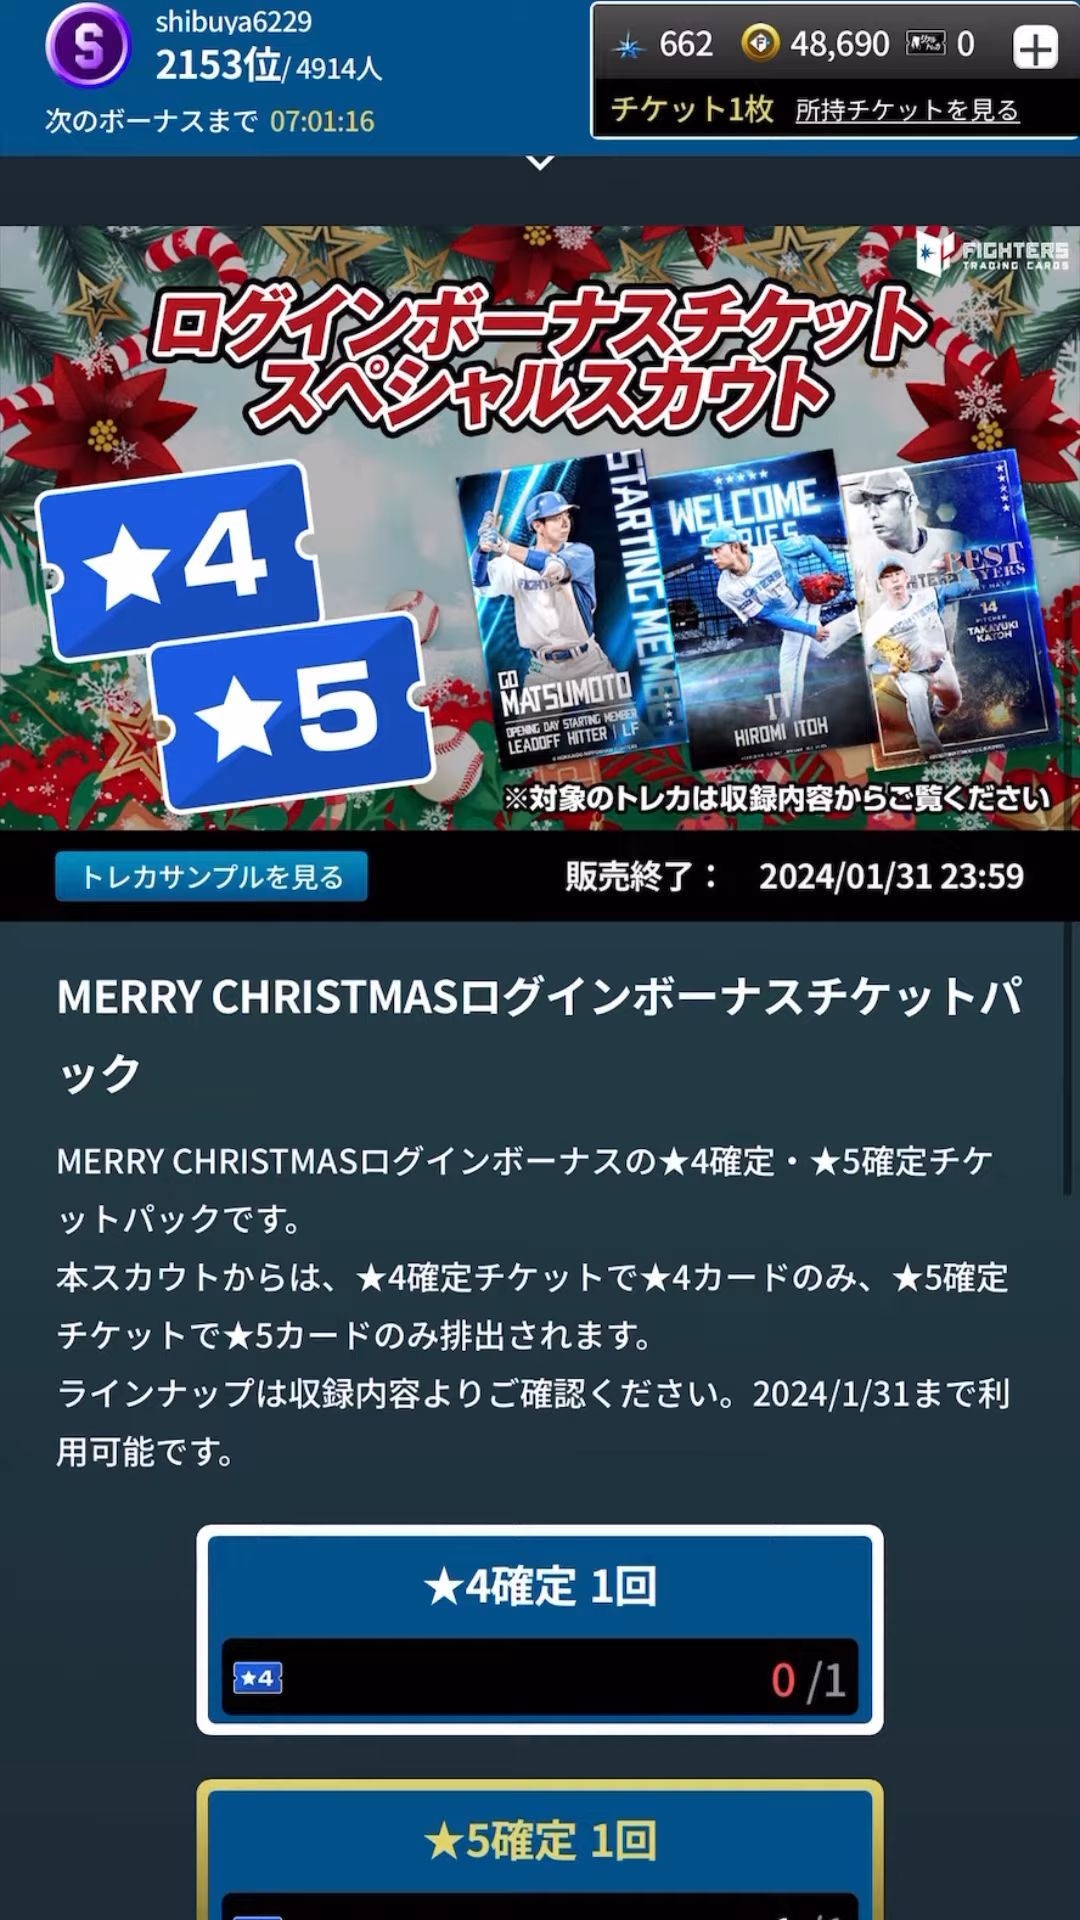 shibuya6229
2153位/ 4914人
次のボーナスまで 07:01:16
662 48,690 0
チケット1枚 所持チケットを見る
FIGHTERS
TRADING CARDS
ログインボーナスチケット
スペシャルスカウト
★4
★5
STARTING MEMBER
GO
MATSUMOTO
OPENING DAY STARTING MEMBER
LEADOFF HITTER | LF
WELCOME
SERIES
17
HIROMI ITOH
BEST
PLAYERS
14
PITCHER
TAKAYUKI
KATOH
※対象のトレカは収録内容からご覧ください
トレカサンプルを見る 販売終了： 2024/01/31 23:59
MERRY CHRISTMASログインボーナスチケットパ
ック
MERRY CHRISTMASログインボーナスの★4確定・★5確定チケ
ットパックです。
本スカウトからは、★4確定チケットで★4カードのみ、★5確定
チケットで★5カードのみ排出されます。
ラインナップは収録内容よりご確認ください。2024/1/31まで利
用可能です。
★4確定 1回
★4 0 /1
★5確定 1回